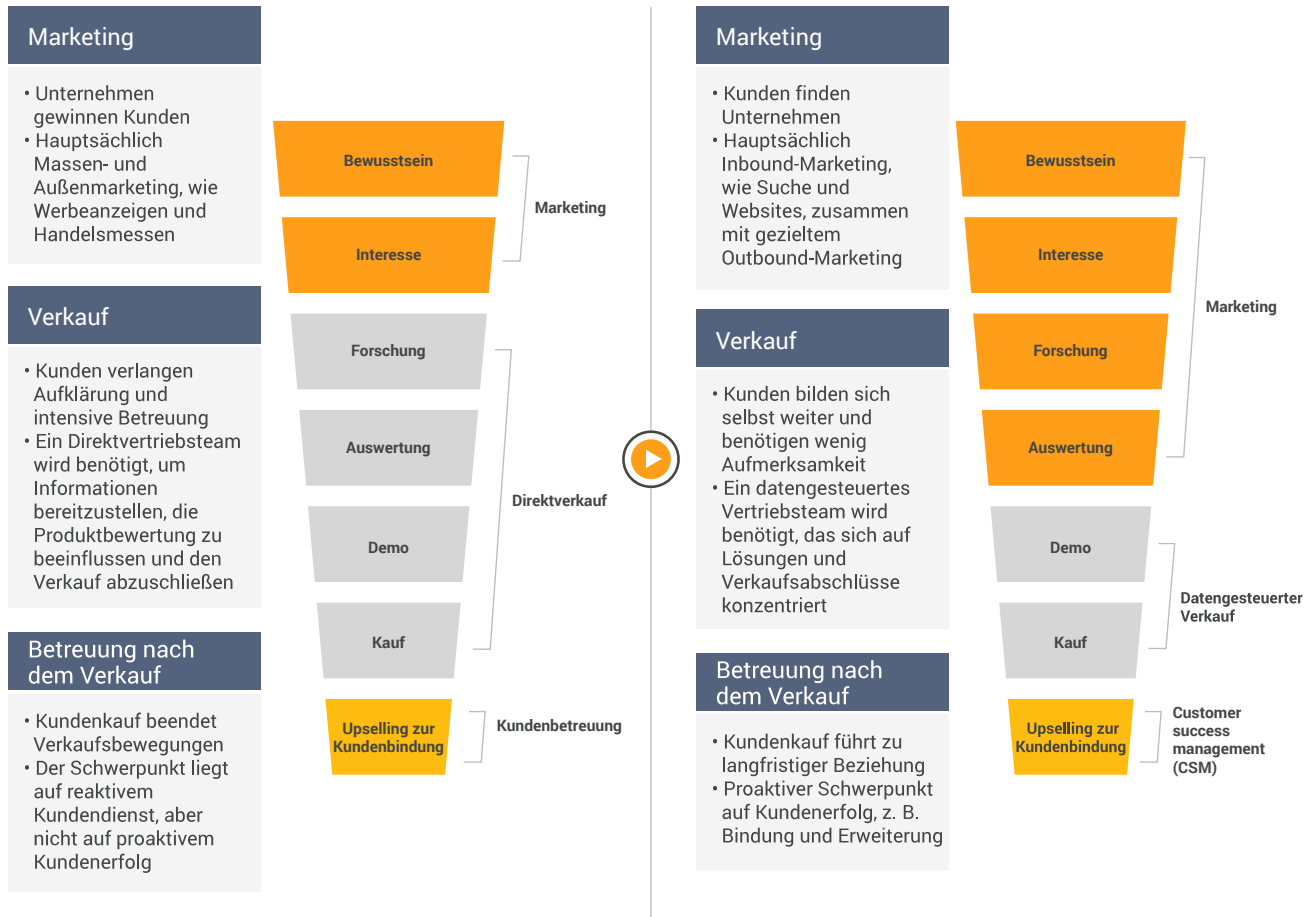 Marketing
• Unternehmen
gewinnen Kunden
• Hauptsächlich
Massen- und
Außenmarketing, wie
Werbeanzeigen und
Handelsmessen
Verkauf
• Kunden verlangen
Aufklärung und
intensive Betreuung
• Ein Direktvertriebsteam
wird benötigt, um
Informationen
bereitzustellen, die
Produktbewertung zu
beeinflussen und den
Verkauf abzuschließen
Betreuung nach
dem Verkauf
• Kundenkauf beendet
Verkaufsbewegungen
• Der Schwerpunkt liegt
auf reaktivem
Kundendienst, aber
nicht auf proaktivem
Kundenerfolg
Bewusstsein
Interesse
Marketing
Forschung
Auswertung
Demo
Kauf
Direktverkauf
Upselling zur
Kundenbindung
Kundenbetreuung
Marketing
• Kunden finden
Unternehmen
• Hauptsächlich
Inbound-Marketing,
wie Suche und
Websites, zusammen
mit gezieltem
Outbound-Marketing
Verkauf
• Kunden bilden sich
selbst weiter und
benötigen wenig
Aufmerksamkeit
• Ein datengesteuertes
Vertriebsteam wird
benötigt, das sich auf
Lösungen und
Verkaufsabschlüsse
konzentriert
Betreuung nach
dem Verkauf
• Kundenkauf führt zu
langfristiger Beziehung
• Proaktiver Schwerpunkt
auf Kundenerfolg, z. B.
Bindung und Erweiterung
Bewusstsein
Interesse
Forschung
Auswertung
Marketing
Demo
Kauf
Datengesteuerter
Verkauf
Upselling zur
Kundenbindung
Customer
success
management
(CSM)